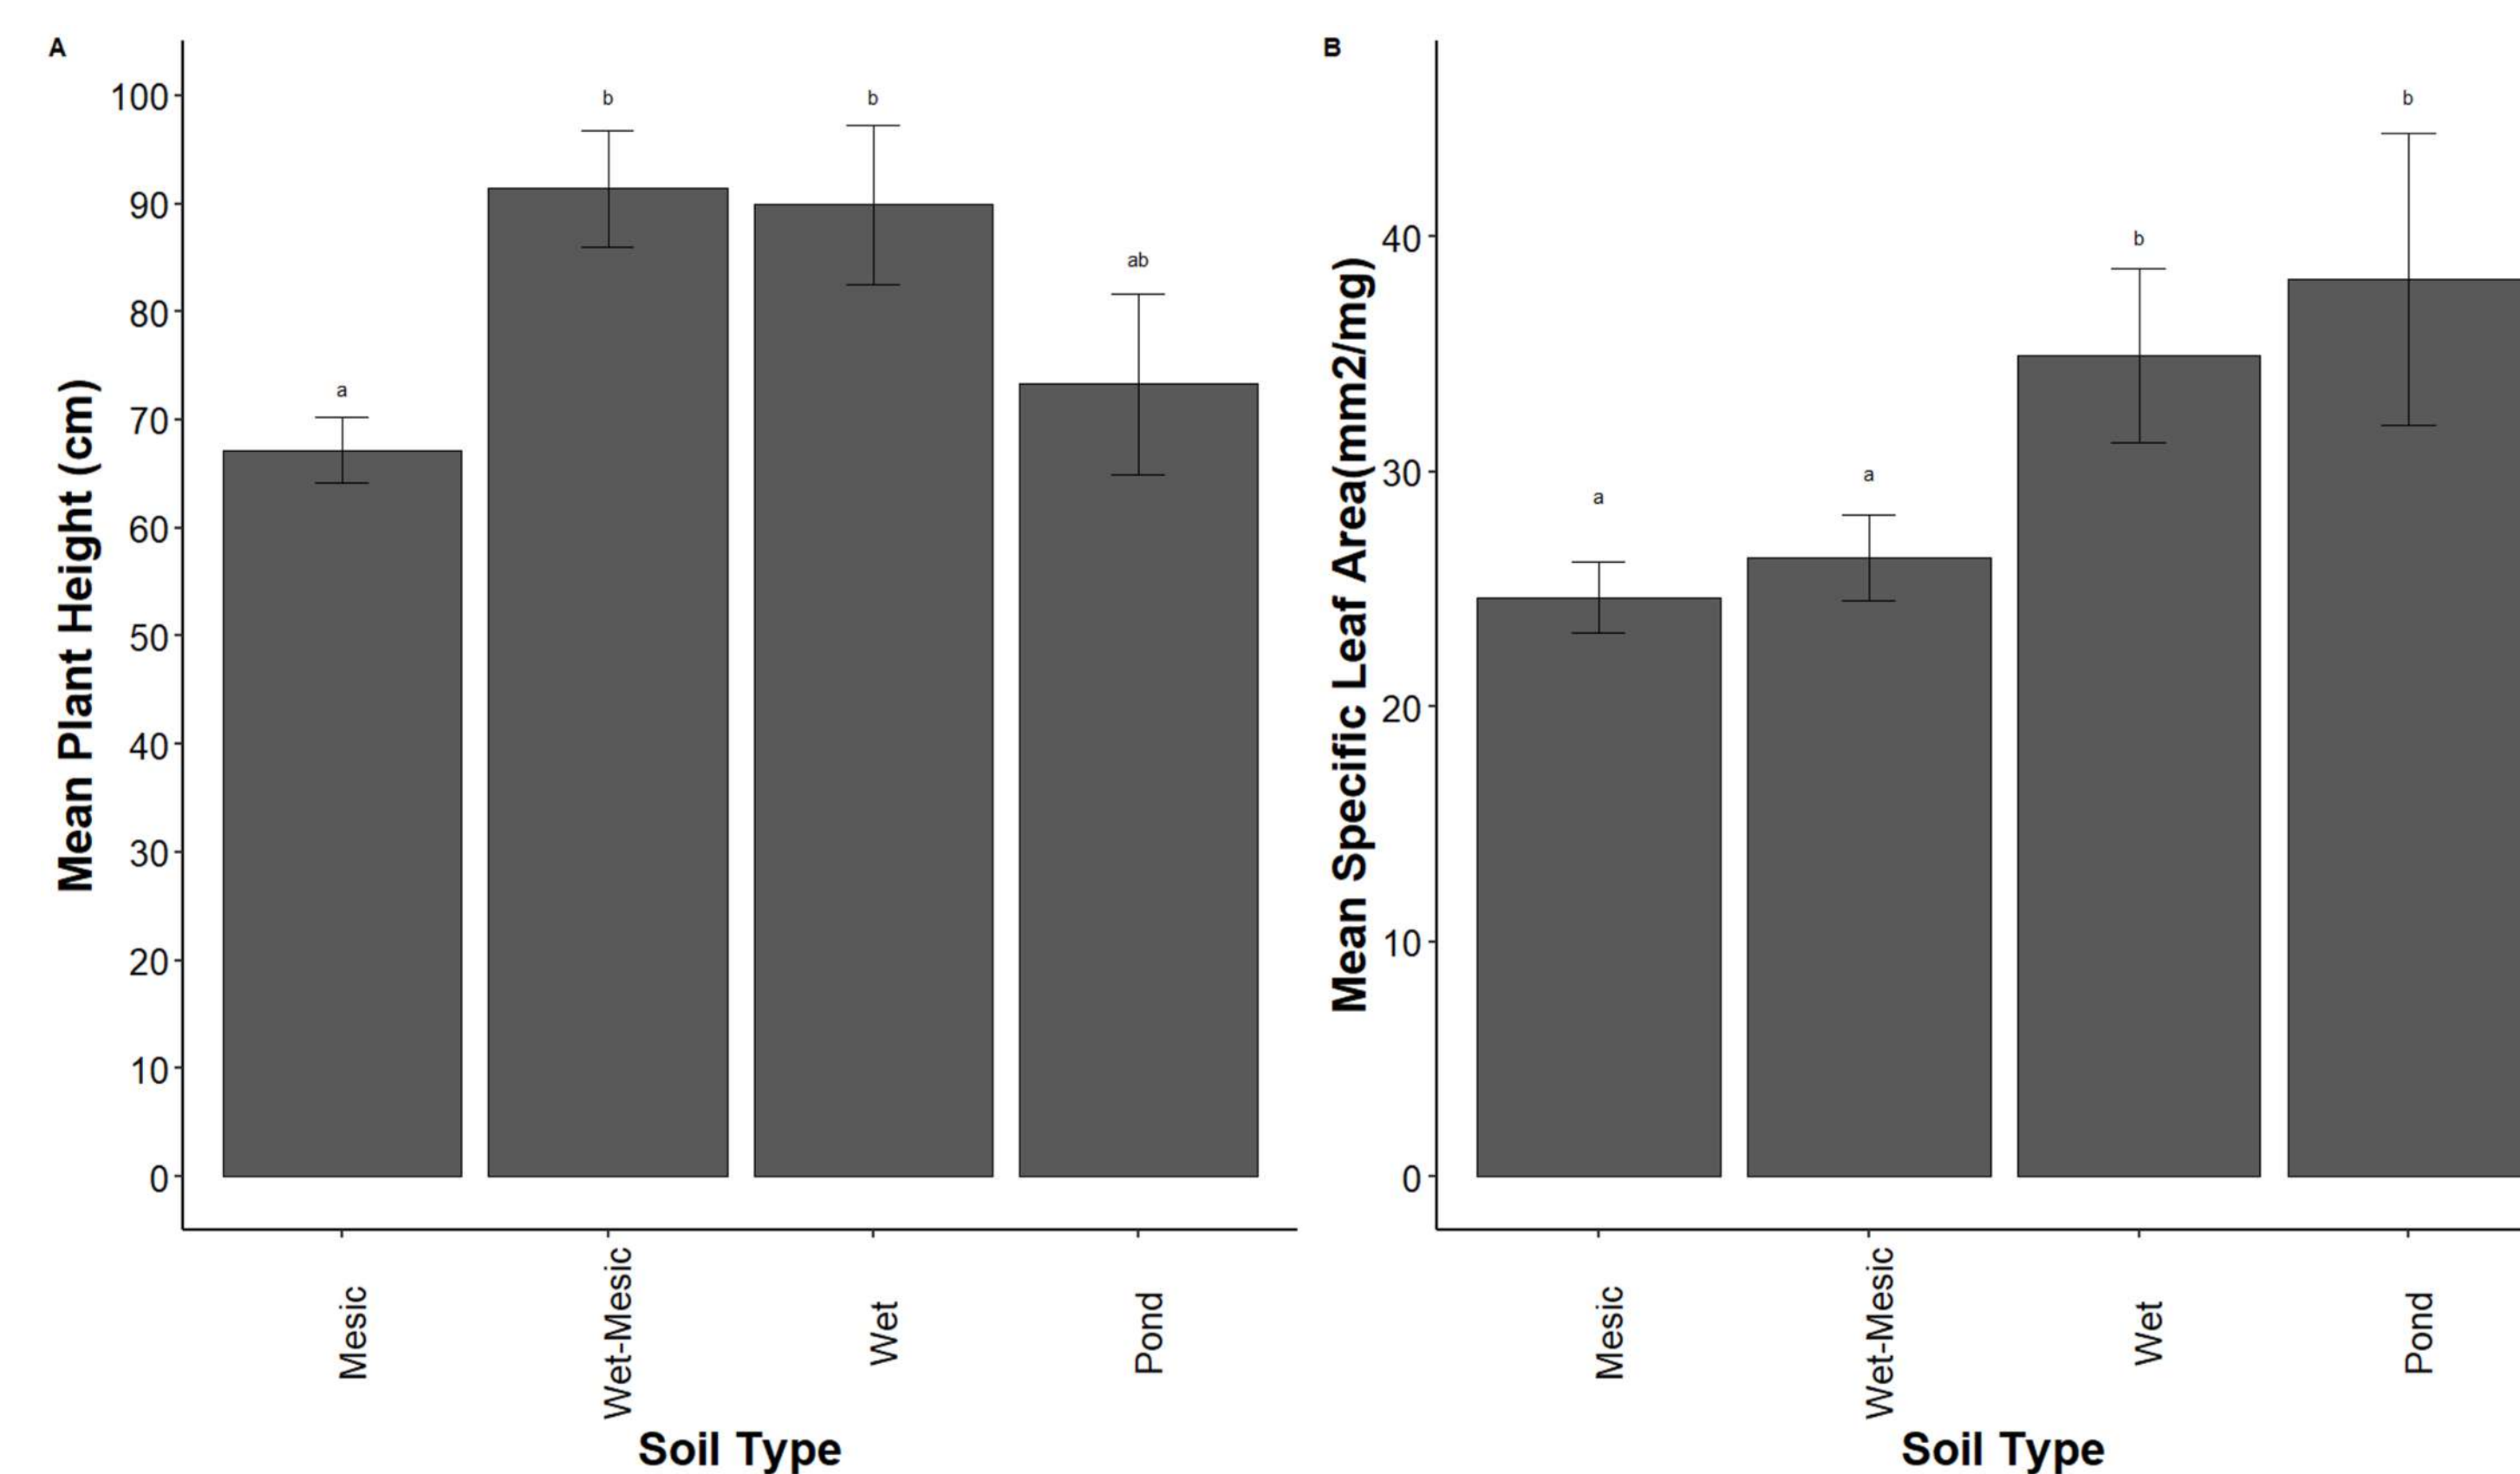 A
Mean Plant Height (cm)
100
90
80
70
60
50
40
30
20
10
0
a
b
b
ab
Mesic
Wet-Mesic
Wet
Pond
Soil Type
B
Mean Specific Leaf Area(mm2/mg)
40
30
20
10
0
a
a
b
b
Mesic
Wet-Mesic
Wet
Pond
Soil Type